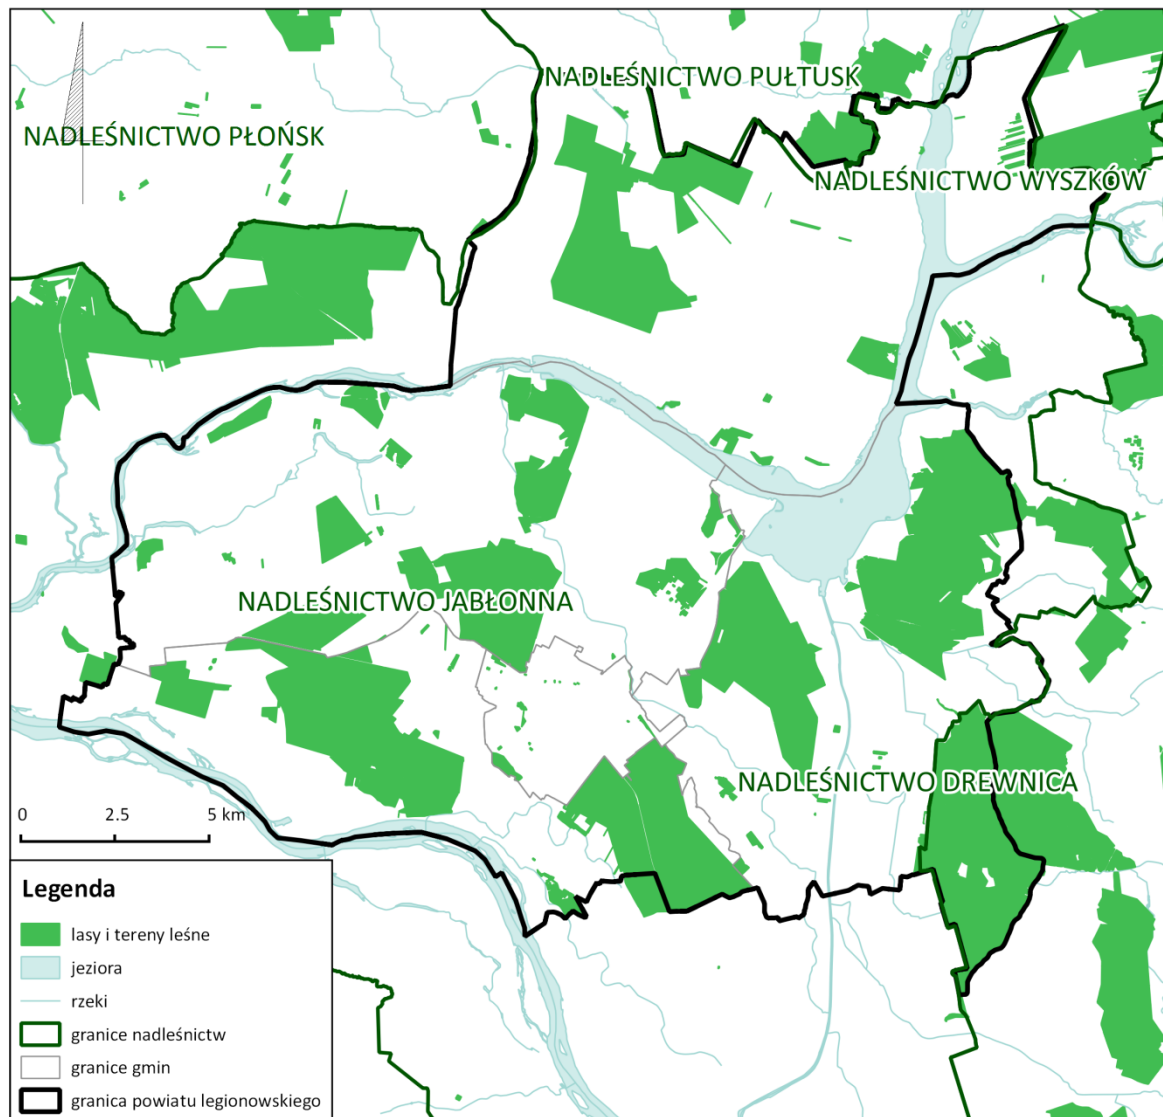 NADLEŚNICTWO PUŁTUSK
NADLEŚNICTWO PŁOŃSK
NADLEŚNICTWO WYSZKÓW
NADLEŚNICTWO JABŁONNA
NADLEŚNICTWO DREWNICA
0 2.5 5 km
Legenda
lasy i tereny leśne
jeziora
rzeki
granice nadleśnictw
granice gmin
granica powiatu legionowskiego